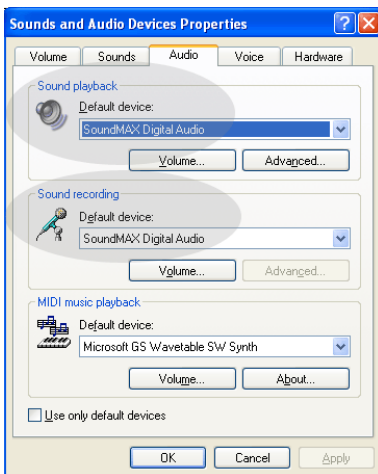 Sounds and Audio Devices Properties
Volume Sounds Audio Voice Hardware
Sound playback
Default device:
SoundMAX Digital Audio
Volume... Advanced...
Sound recording
Default device:
SoundMAX Digital Audio
Volume... Advanced...
MIDI music playback
Default device:
Microsoft GS Wavetable SW Synth
Volume... About...
Use only default devices
OK Cancel Apply